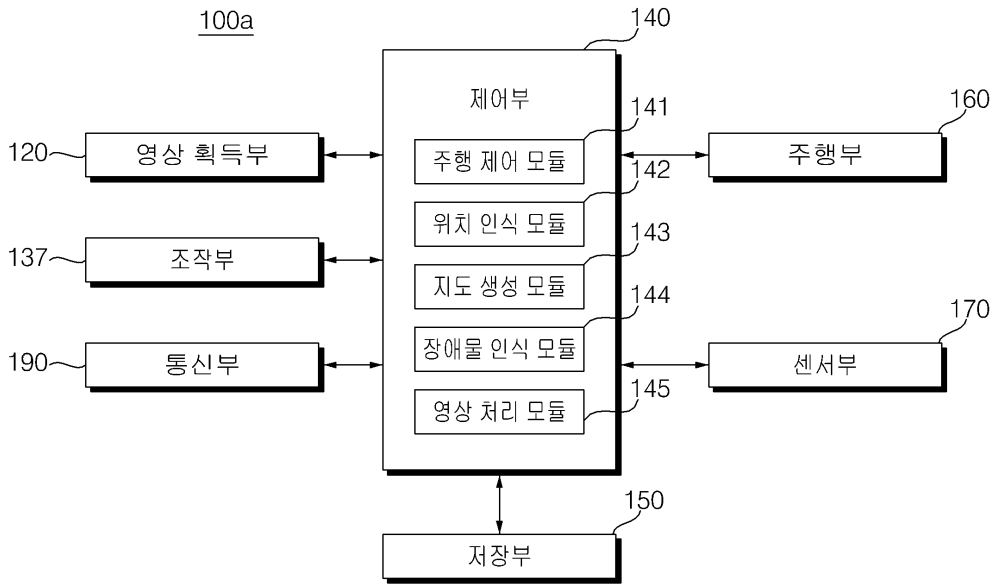 100a
140
제어부
141
주행 제어 모듈
142
위치 인식 모듈
143
지도 생성 모듈
144
장애물 인식 모듈
145
영상 처리 모듈
120
영상 획득부
137
조작부
190
통신부
160
주행부
170
센서부
150
저장부